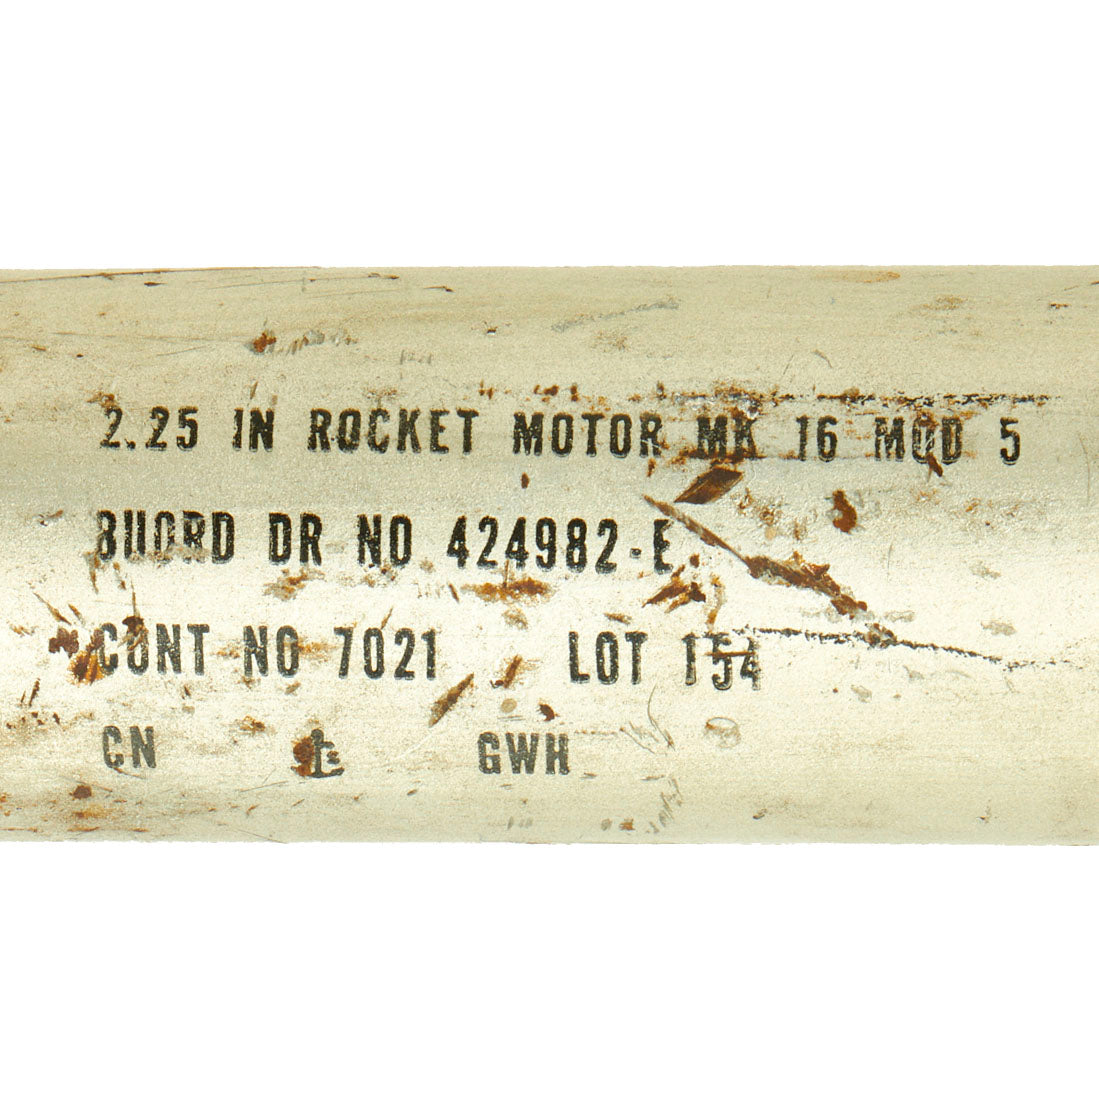 2.25 IN ROCKET MOTOR MK 16 MOD 5
BUORD DR NO 424982-E
CONT NO 7021 LOT 154
CN GWH